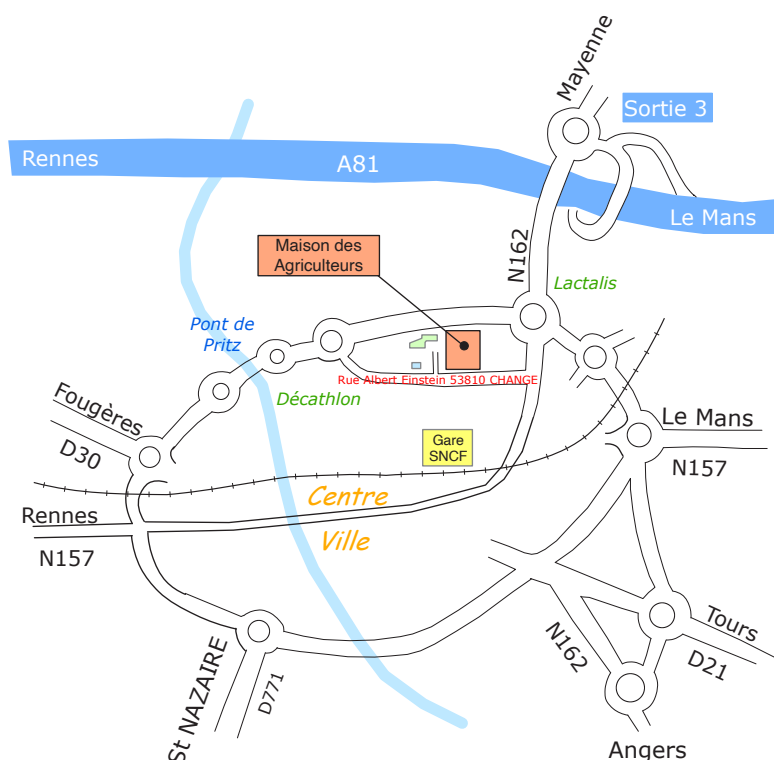 Mayenne
Sortie 3
Rennes
A81
Le Mans
N162
Maison des
Agriculteurs
Lactalis
Pont de
Pritz
Rue Albert Einstein 53810 CHANGE
Décathlon
Fougères
D30
Le Mans
N157
Gare
SNCF
Centre
Ville
Rennes
N157
N162
Tours
D21
St NAZAIRE
D771
Angers